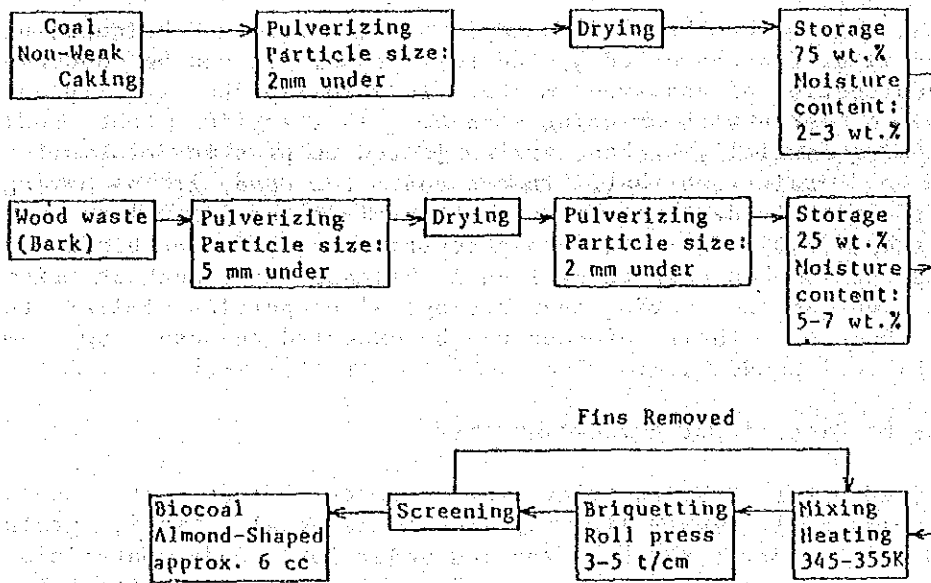 Coal
Non-Weak
Caking
Pulverizing
Particle size:
2mm under
Drying
Storage
75 wt.%
Moisture
content:
2-3 wt.%
Wood waste
(Bark)
Pulverizing
Particle size:
5 mm under
Drying
Pulverizing
Particle size:
2 mm under
Storage
25 wt.%
Moisture
content:
5-7 wt.%
Fins Removed
Biocoal
Almond-Shaped
approx. 6 cc
Screening
Briquetting
Roll press
3-5 t/cm
Mixing
Heating
345-355K